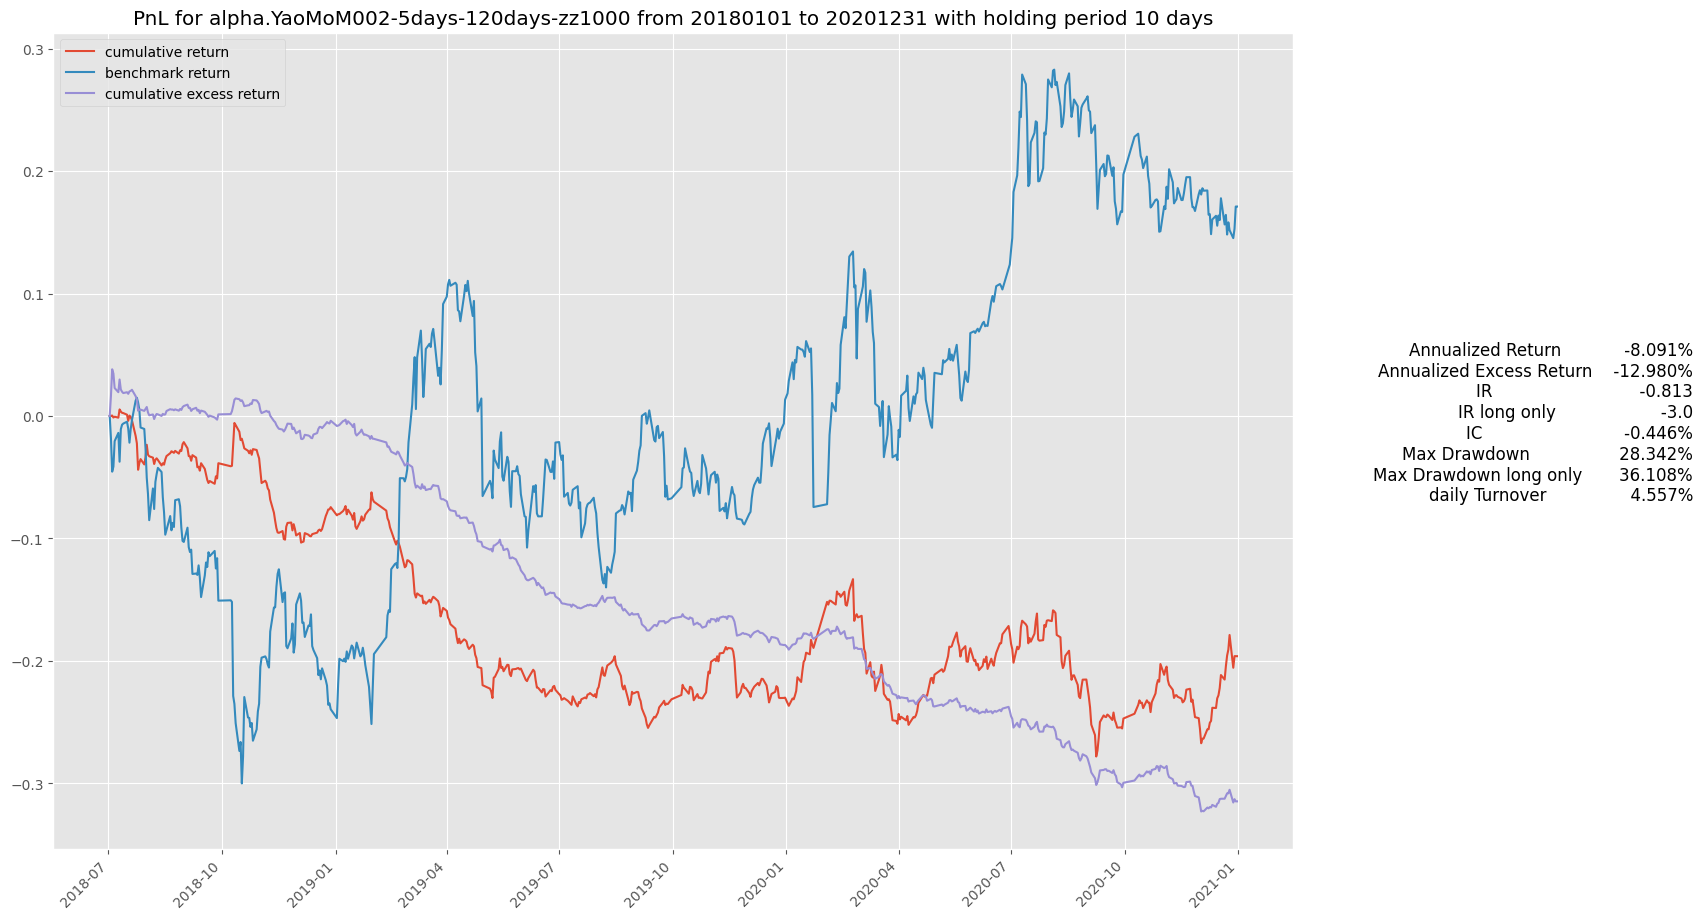 PnL for alpha.YaoMoM002-5days-120days-zz1000 from 20180101 to 20201231 with holding period 10 days
cumulative return
benchmark return
cumulative excess return
0.3
0.2
0.1
0.0
−0.1
−0.2
−0.3
2018-07
2018-10
2019-01
2019-04
2019-07
2019-10
2020-01
2020-04
2020-07
2020-10
2021-01
Annualized Return -8.091%
Annualized Excess Return -12.980%
IR -0.813
IR long only -3.0
IC -0.446%
Max Drawdown 28.342%
Max Drawdown long only 36.108%
daily Turnover 4.557%